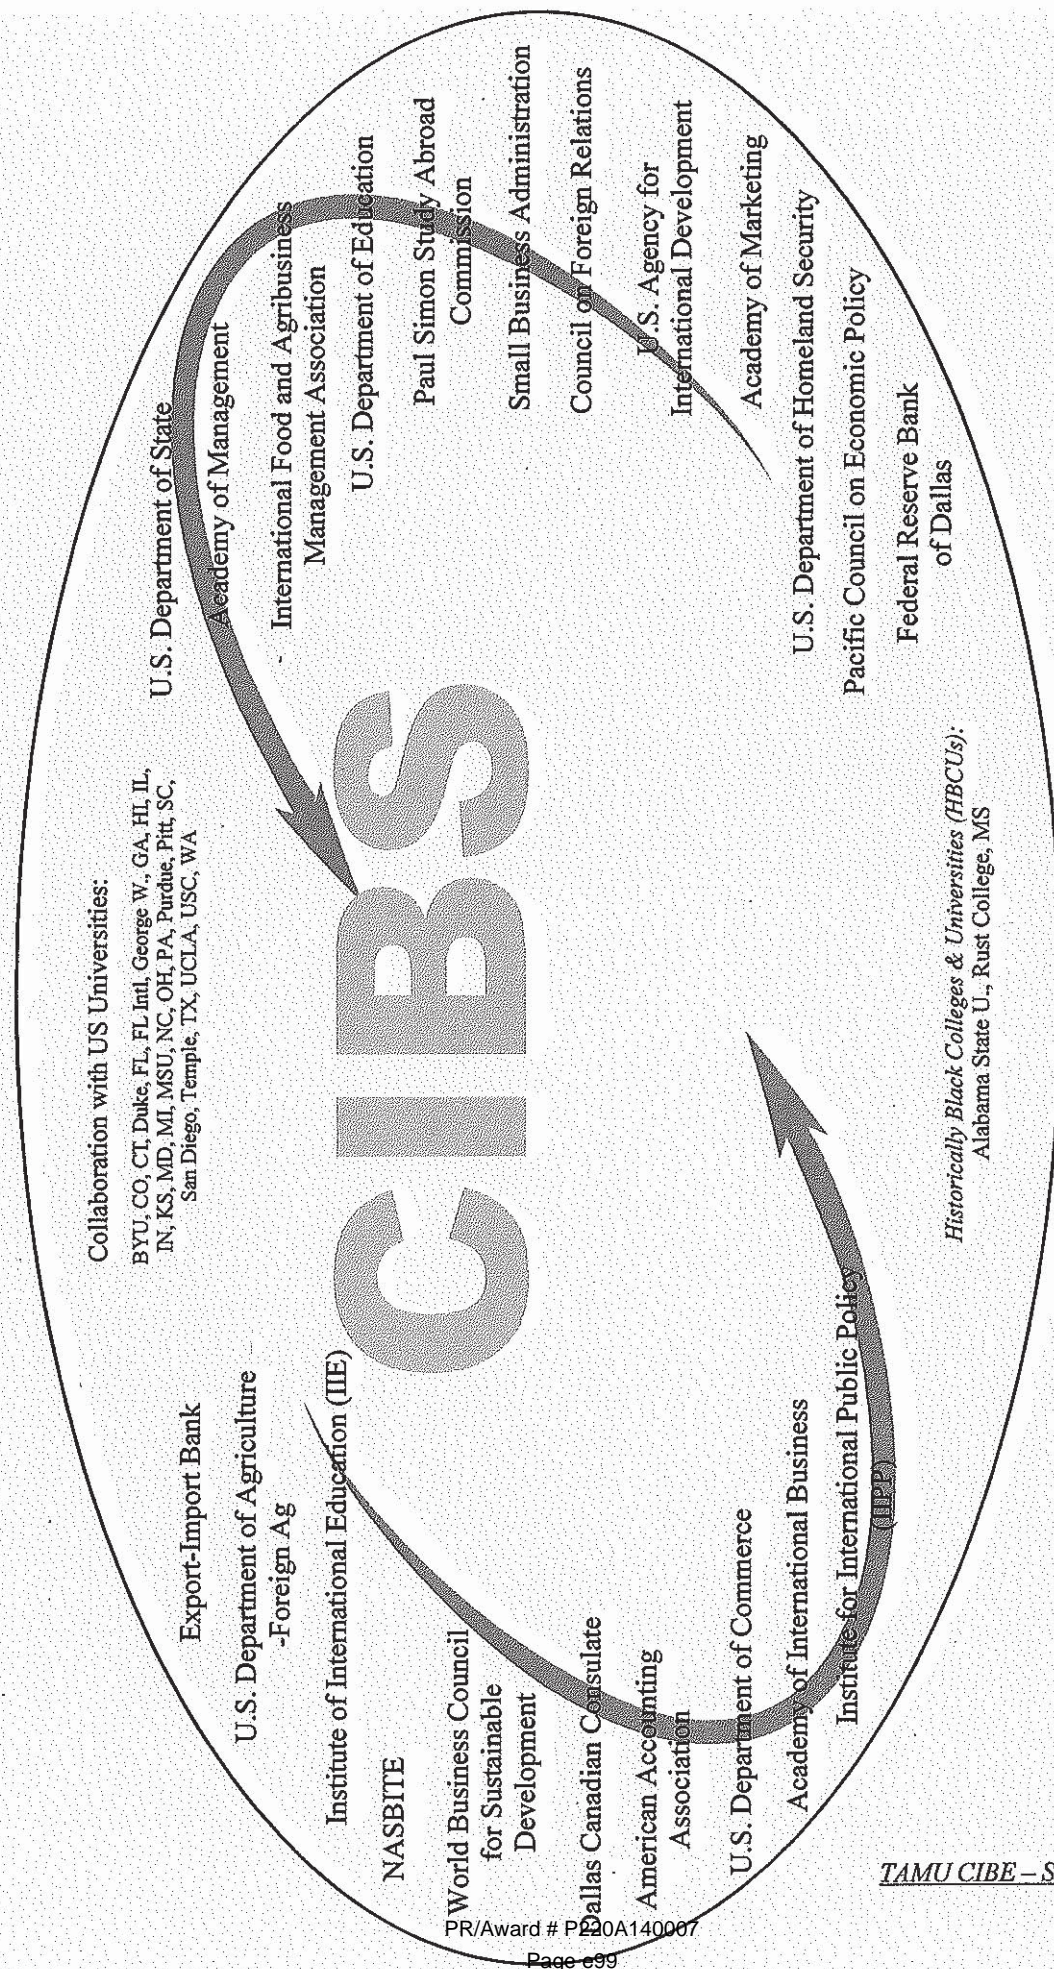 Collaboration with US Universities:
BYU, CO, CT, Duke, FL, FL Intl, George W., GA, HI, IL,
IN, KS, MD, MI, MSU, NC, OH, PA, Purdue, Pitt, SC,
San Diego, Temple, TX, UCLA, USC, WA
Export-Import Bank
U.S. Department of Agriculture
-Foreign Ag
Institute of International Education (IIE)
NASBITE
World Business Council
for Sustainable
Development
Dallas Canadian Consulate
American Accounting
Association
U.S. Department of Commerce
Academy of International Business
Institute for International Public Policy
(IIPP)
CIBS
U.S. Department of State
Academy of Management
- International Food and Agribusiness
Management Association
U.S. Department of Education
Paul Simon Study Abroad
Commission
Small Business Administration
Council on Foreign Relations
U.S. Agency for
International Development
Academy of Marketing
U.S. Department of Homeland Security
Pacific Council on Economic Policy
Federal Reserve Bank
of Dallas
Historically Black Colleges & Universities (HBCUs):
Alabama State U., Rust College, MS
TAMU CIBE – S
PR/Award # P220A140007
Page e99